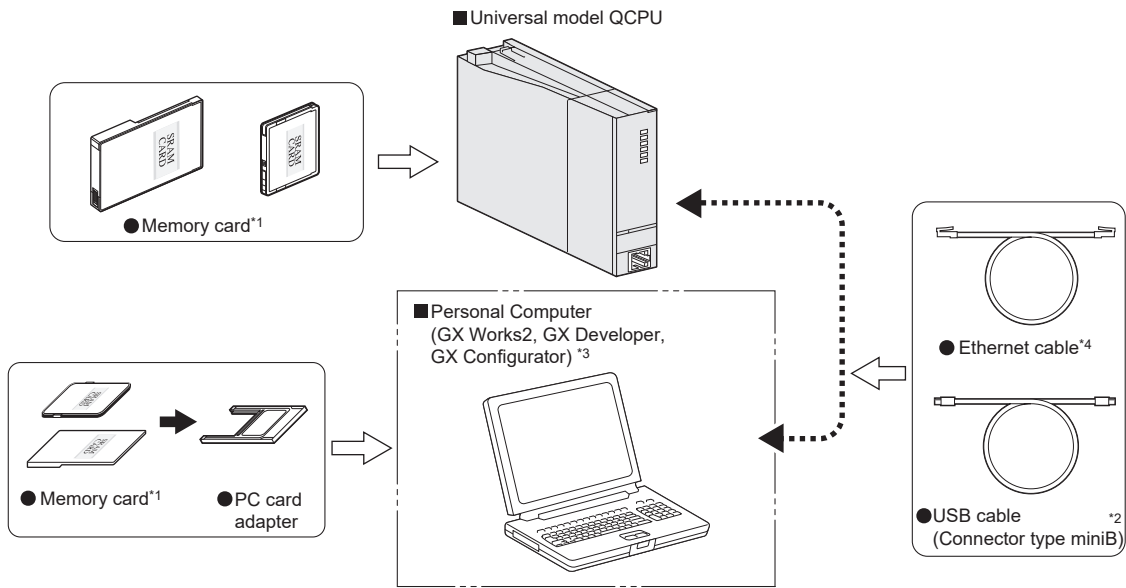 Universal model QCPU
SRAM
CARD
SRAM
CARD
Memory card*1
Personal Computer
(GX Works2, GX Developer,
GX Configurator) *3
Ethernet cable*4
Memory card*1
PC card
adapter
USB cable *2
(Connector type miniB)